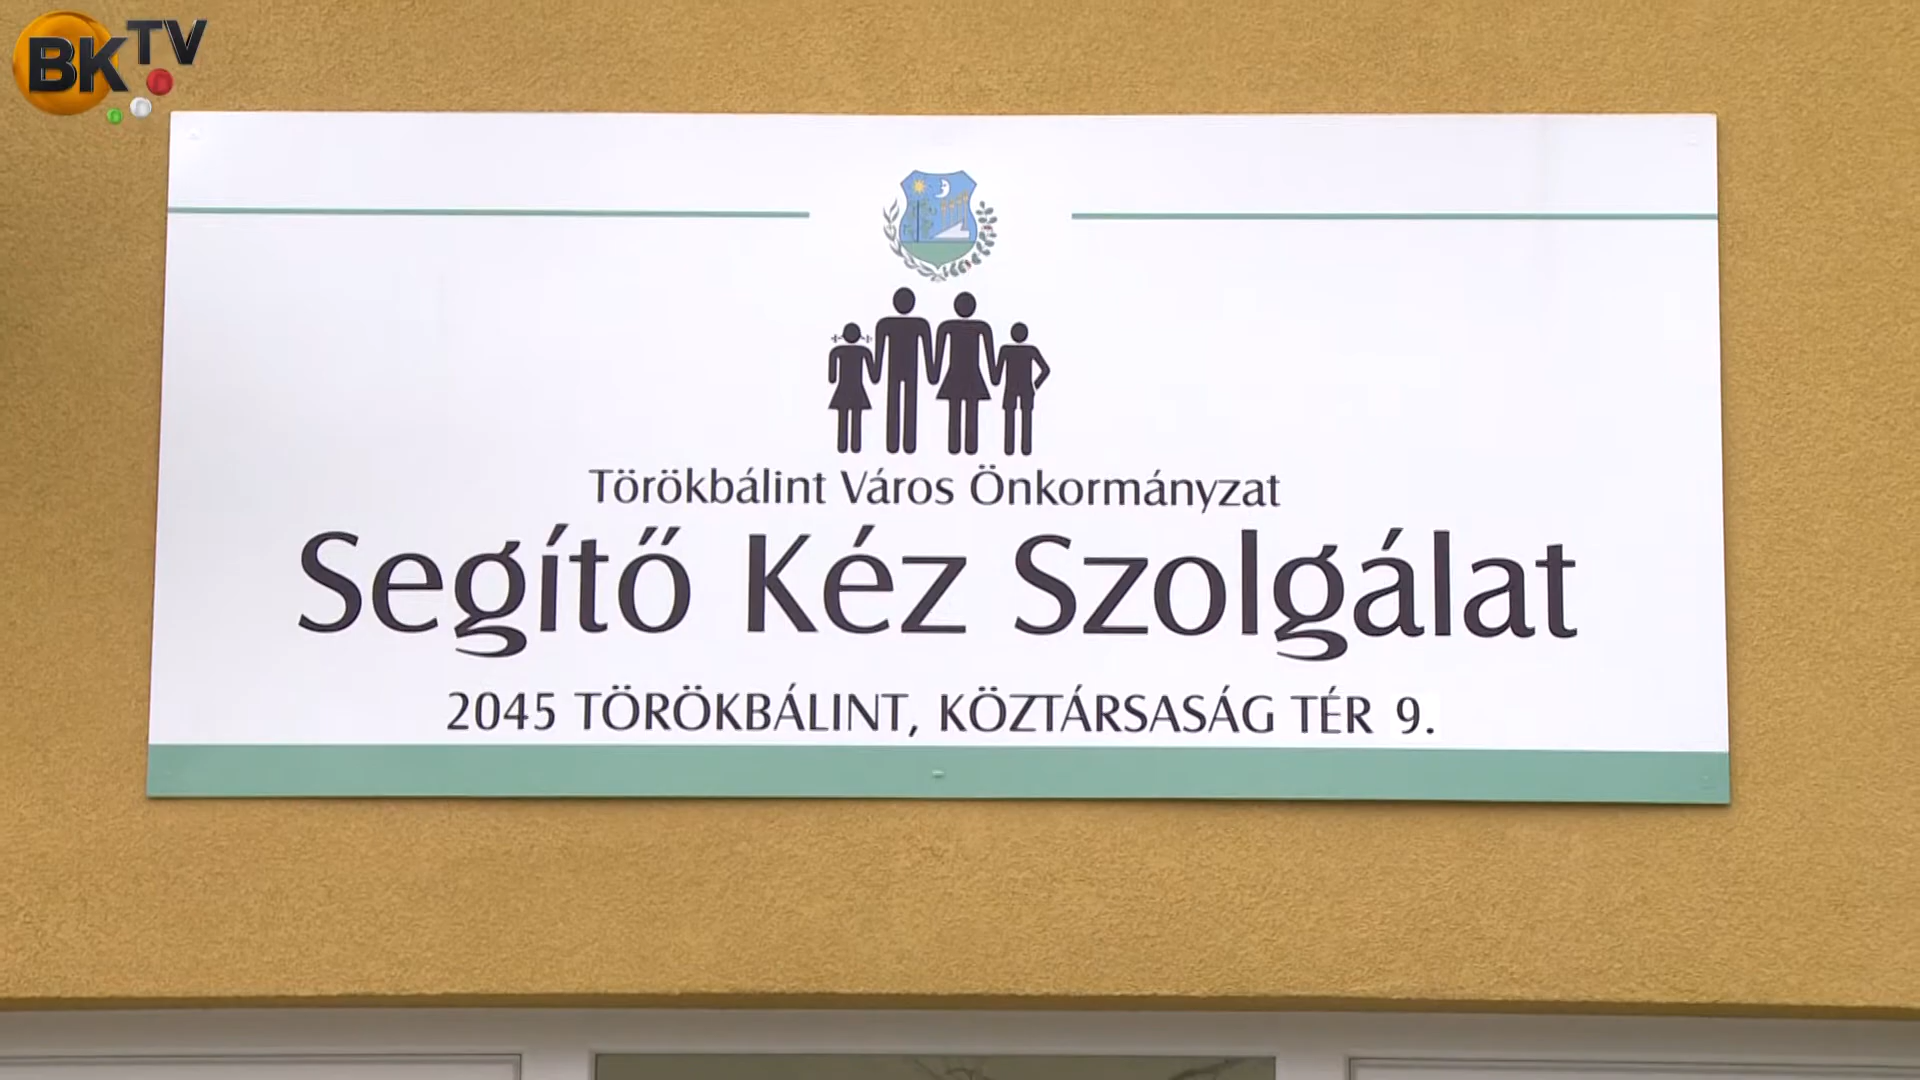 BKTV
Törökbálint Város Önkormányzat
Segítő Kéz Szolgálat
2045 TÖRÖKBÁLINT, KÖZTÁRSASÁG TÉR 9.